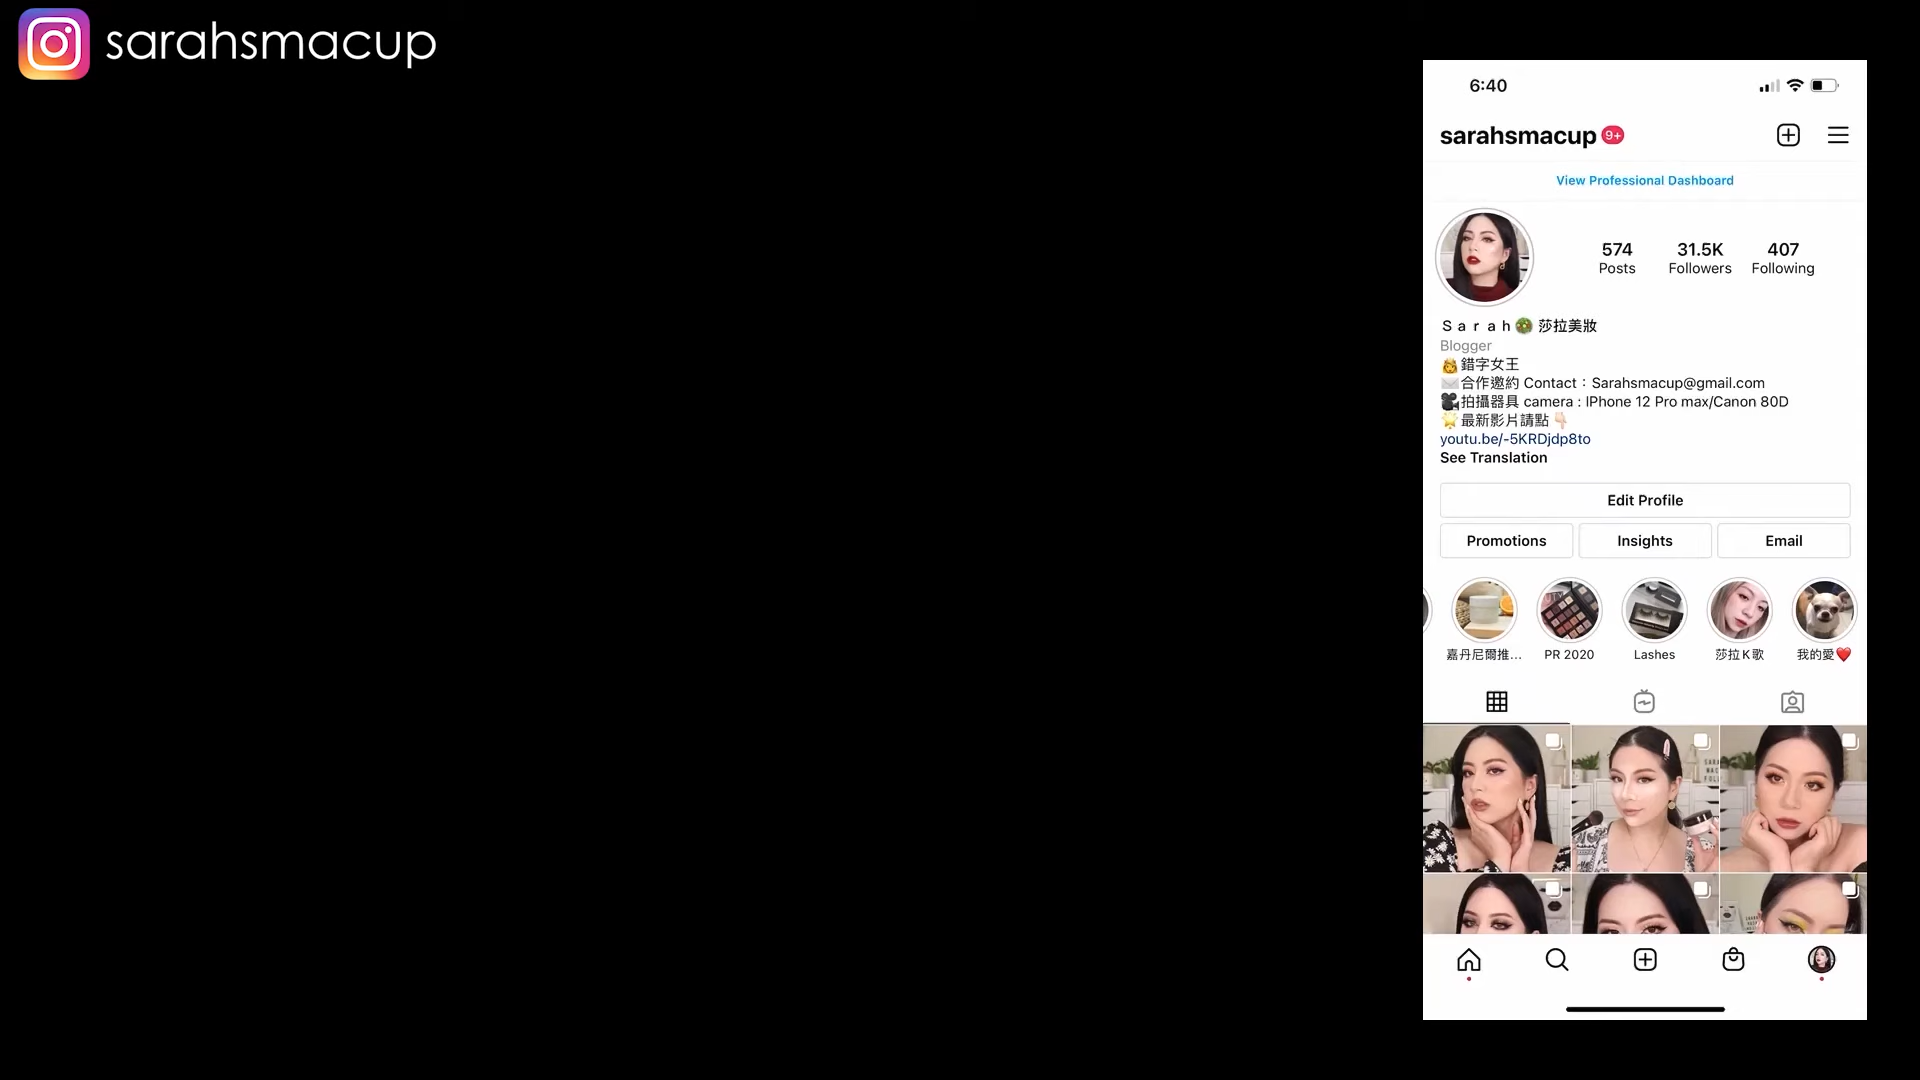 sarahsmacup
6:40
sarahsmacup 9+
View Professional Dashboard
574 31.5K 407
Posts Followers Following
Ｓａｒａｈ 莎拉美妝
Blogger
👸錯字女王
✉️合作邀約 Contact：Sarahsmacup@gmail.com
🎥拍攝器具 camera : IPhone 12 Pro max/Canon 80D
🌟最新影片請點👇🏻
youtu.be/-5KRDjdp8to
See Translation
Edit Profile
Promotions Insights Email
嘉丹尼爾推... PR 2020 Lashes 莎拉K歌 我的愛❤️